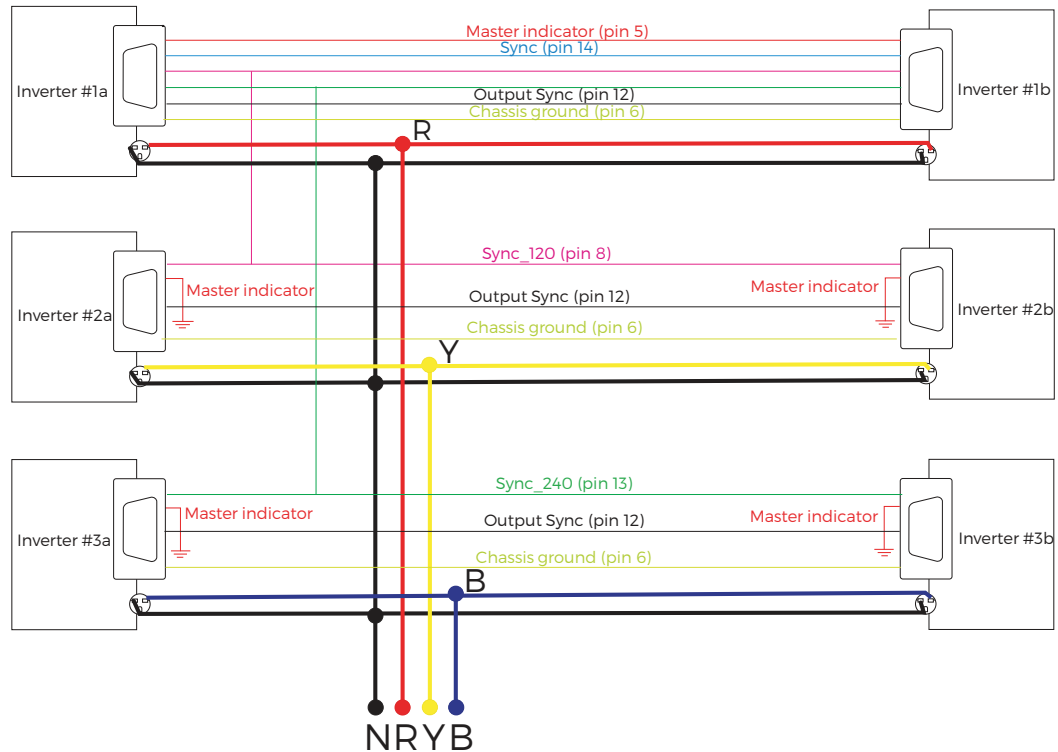 Master indicator (pin 5)
Sync (pin 14)
Inverter #1a
Output Sync (pin 12)
Inverter #1b
Chassis ground (pin 6)
R
Sync_120 (pin 8)
Master indicator
Output Sync (pin 12)
Master indicator
Inverter #2a
Inverter #2b
Chassis ground (pin 6)
Y
Sync_240 (pin 13)
Master indicator
Output Sync (pin 12)
Master indicator
Inverter #3a
Inverter #3b
Chassis ground (pin 6)
B
NRYB